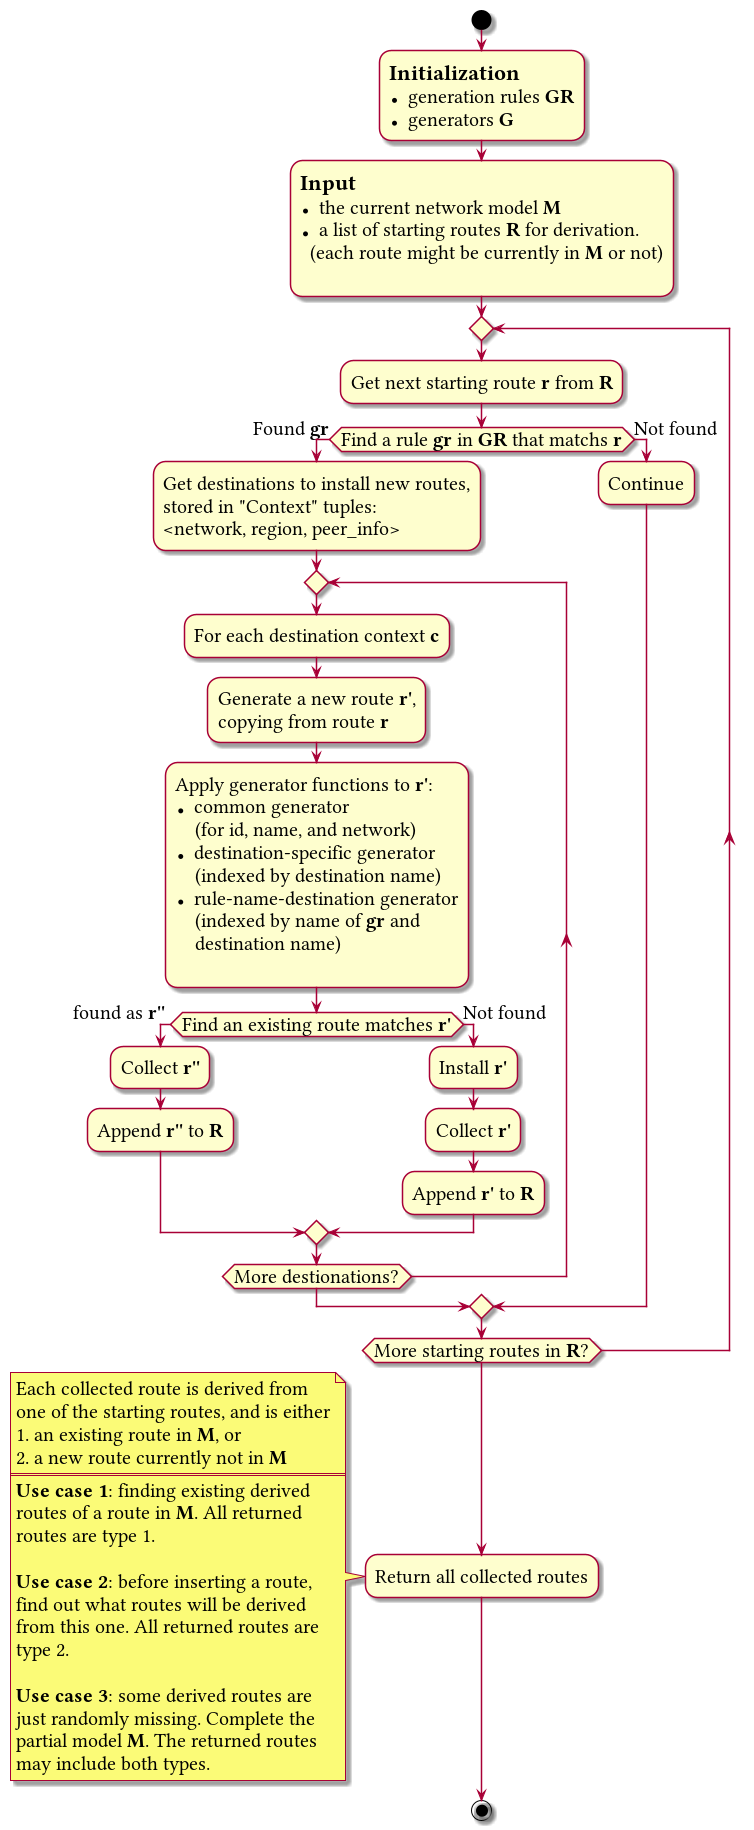 Initialization
• generation rules GR
• generators G
Input
• the current network model M
• a list of starting routes R for derivation.
(each route might be currently in M or not)
Get next starting route r from R
Found gr
Find a rule gr in GR that matchs r
Not found
Get destinations to install new routes,
stored in "Context" tuples:
<network, region, peer_info>
Continue
For each destination context c
Generate a new route r',
copying from route r
Apply generator functions to r':
• common generator
(for id, name, and network)
• destination-specific generator
(indexed by destination name)
• rule-name-destination generator
(indexed by name of gr and
destination name)
found as r"
Find an existing route matches r'
Not found
Collect r"
Append r" to R
Install r'
Collect r'
Append r' to R
More destionations?
More starting routes in R?
Each collected route is derived from
one of the starting routes, and is either
1. an existing route in M, or
2. a new route currently not in M
Use case 1: finding existing derived
routes of a route in M. All returned
routes are type 1.
Use case 2: before inserting a route,
find out what routes will be derived
from this one. All returned routes are
type 2.
Use case 3: some derived routes are
just randomly missing. Complete the
partial model M. The returned routes
may include both types.
Return all collected routes